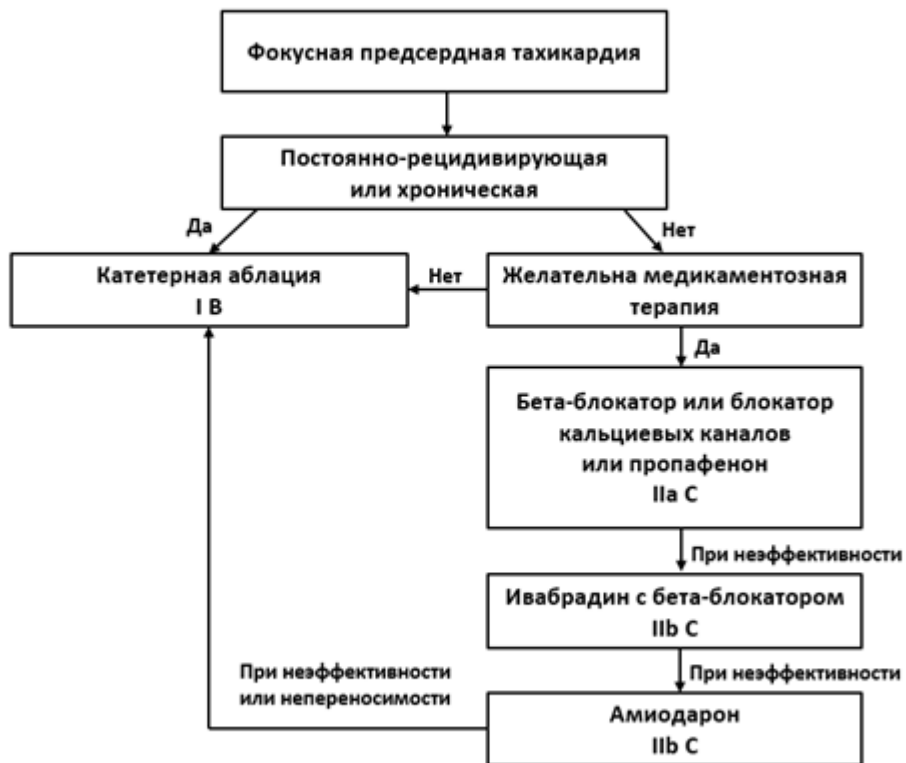 Фокусная предсердная тахикардия
Постоянно-рецидивирующая
или хроническая
Да
Нет
Катетерная аблация
I B
Нет
Желательна медикаментозная
терапия
Да
Бета-блокатор или блокатор
кальциевых каналов
или пропафенон
IIa C
При неэффективности
Ивабрадин с бета-блокатором
IIb C
При неэффективности
или непереносимости
При неэффективности
Амиодарон
IIb C